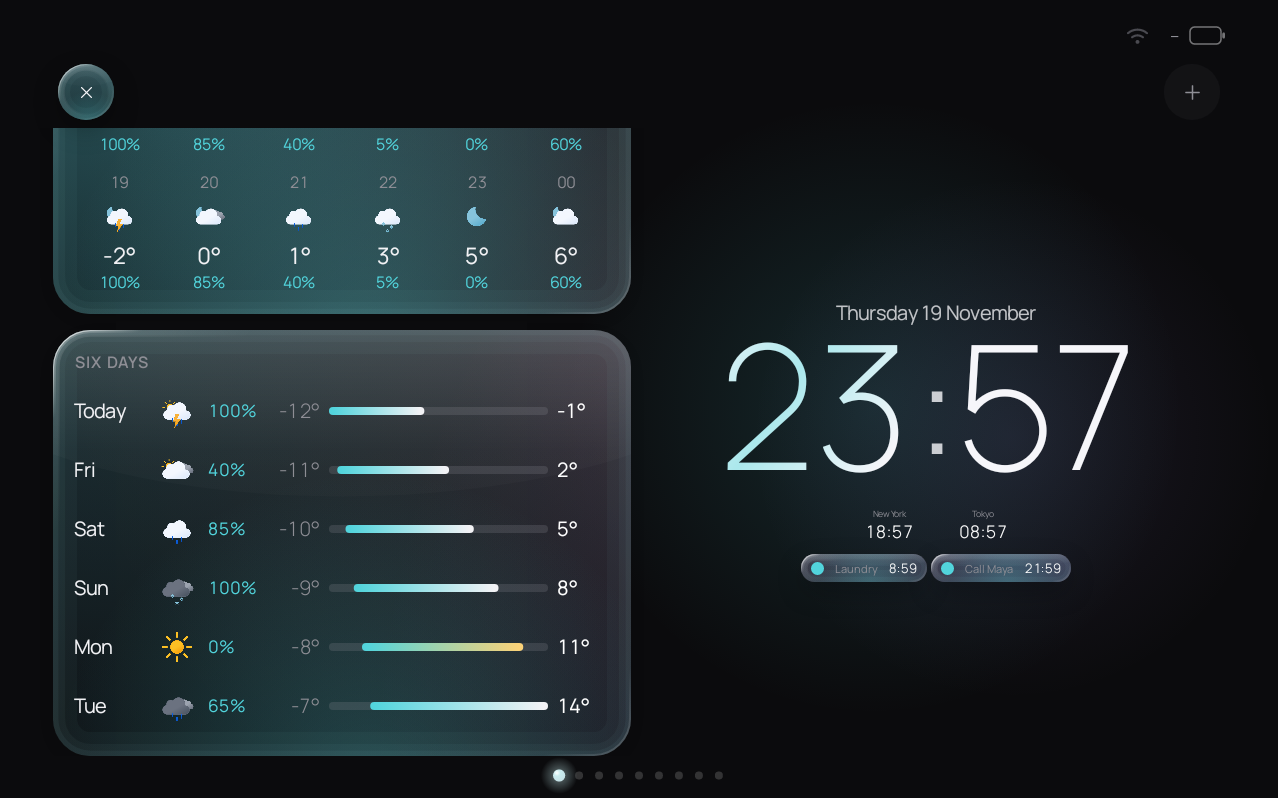 –
100% 85% 40% 5% 0% 60%
19 20 21 22 23 00
-2° 0° 1° 3° 5° 6°
100% 85% 40% 5% 0% 60%
SIX DAYS
Today 100% -12° -1°
Fri 40% -11° 2°
Sat 85% -10° 5°
Sun 100% -9° 8°
Mon 0% -8° 11°
Tue 65% -7° 14°
Thursday 19 November
23:57
New York Tokyo
18:57 08:57
Laundry 8:59 Call Maya 21:59